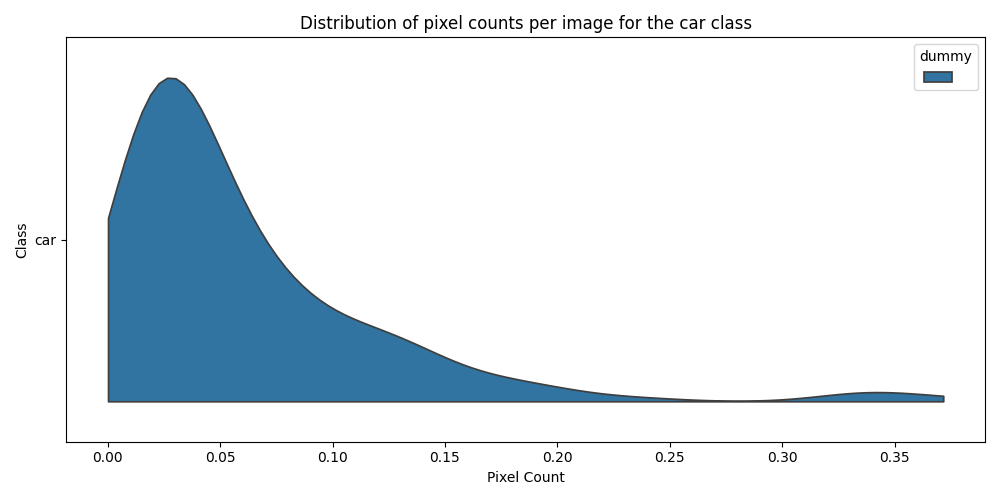 Distribution of pixel counts per image for the car class
dummy
Class
car
0.00 0.05 0.10 0.15 0.20 0.25 0.30 0.35
Pixel Count